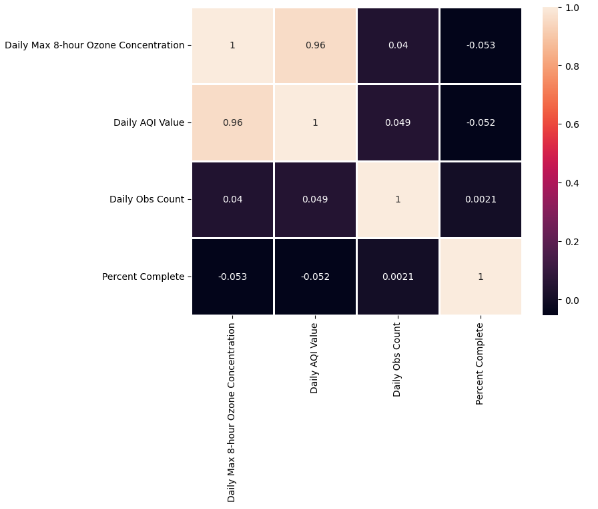 Daily Max 8-hour Ozone Concentration
1
0.96
0.04
-0.053
Daily AQI Value
0.96
1
0.049
-0.052
Daily Obs Count
0.04
0.049
1
0.0021
Percent Complete
-0.053
-0.052
0.0021
1
Daily Max 8-hour Ozone Concentration
Daily AQI Value
Daily Obs Count
Percent Complete
1.0
0.8
0.6
0.4
0.2
0.0